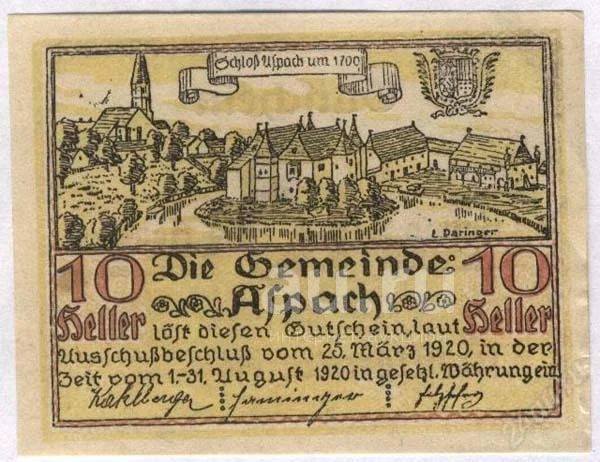 Schloß Aspach um 1700
L. Daringer
10 Die Gemeinde: 10
Heller Aspach Heller
löst diesen Gutschein, laut
Ausschußbeschluß vom 25. März 1920, in der
Zeit vom 1.-31. August 1920 in gesetzl. Währung ein.